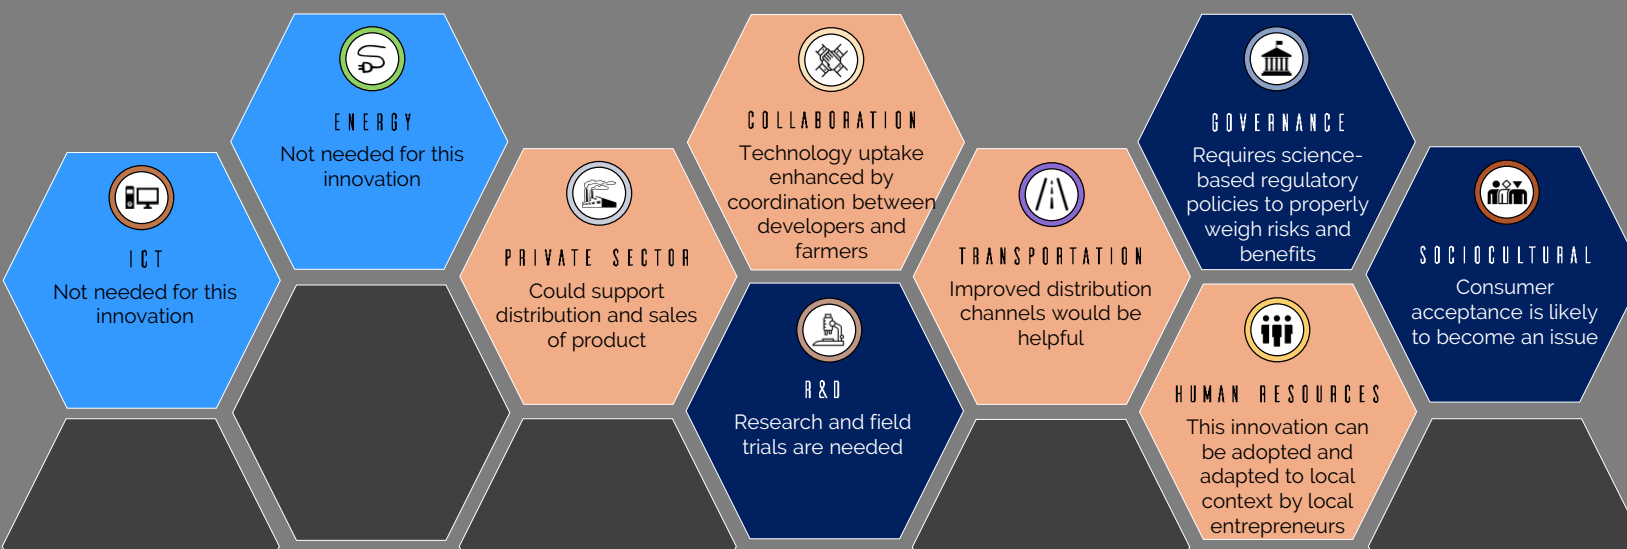 ENERGY
Not needed for this
innovation
COLLABORATION
Technology uptake
enhanced by
coordination between
developers and
farmers
GOVERNANCE
Requires science-
based regulatory
policies to properly
weigh risks and
benefits
ICT
Not needed for this
innovation
PRIVATE SECTOR
Could support
distribution and sales
of product
TRANSPORTATION
Improved distribution
channels would be
helpful
SOCIOCULTURAL
Consumer
acceptance is likely
to become an issue
R&D
Research and field
trials are needed
HUMAN RESOURCES
This innovation can
be adopted and
adapted to local
context by local
entrepreneurs